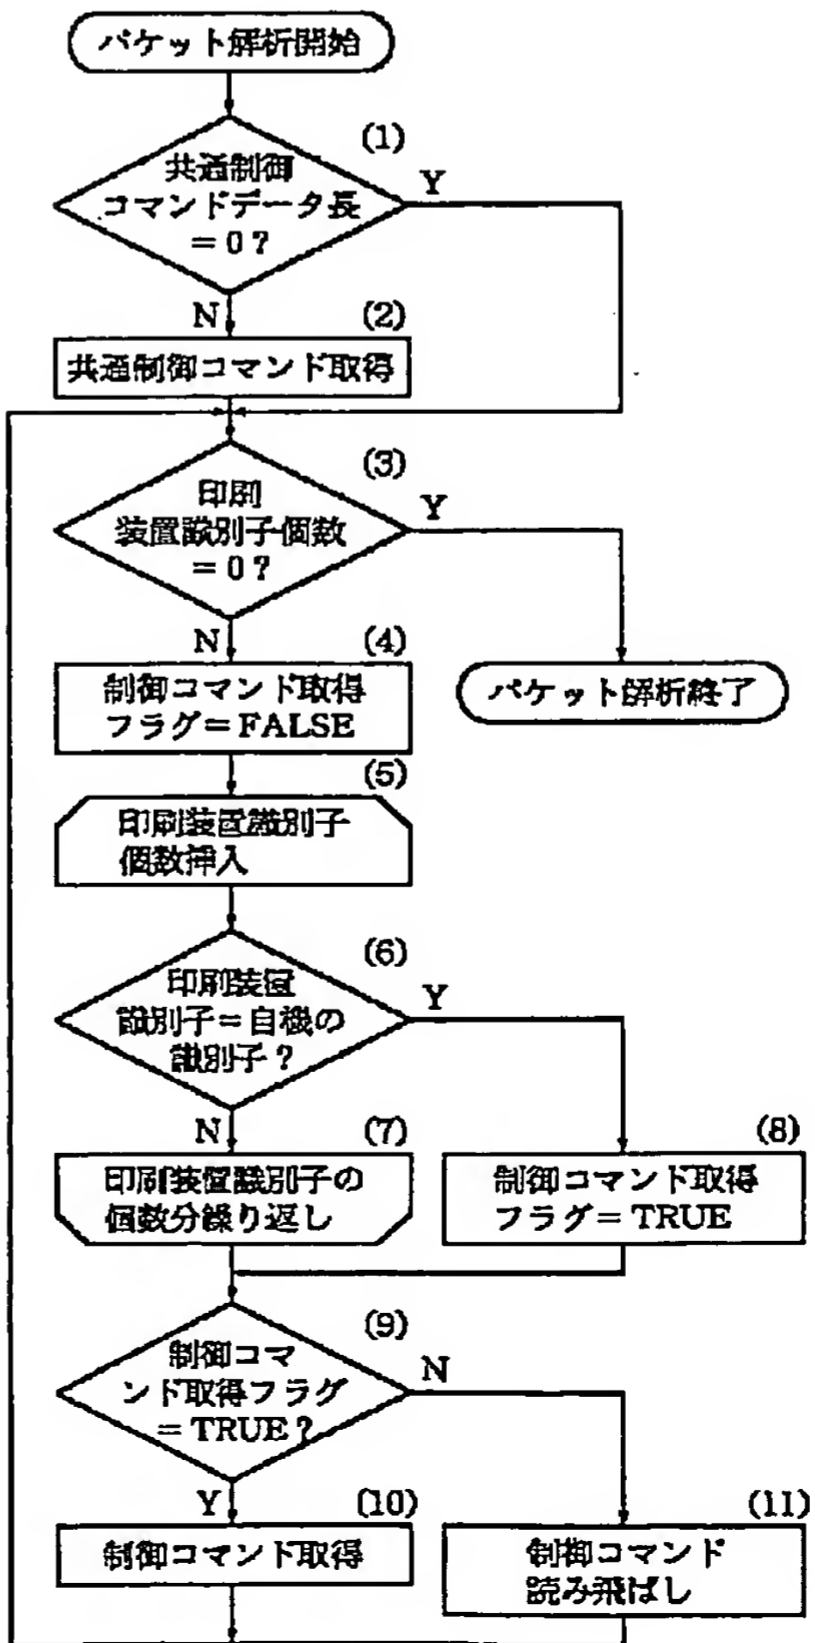 パケット解析開始
(1)
共通制御
コマンドデータ長
=0?
Y
N
(2)
共通制御コマンド取得
(3)
印刷
装置識別子個数
=0?
Y
N
(4)
制御コマンド取得
フラグ=FALSE
パケット解析終了
(5)
印刷装置識別子
個数挿入
(6)
印刷装置
識別子=自機の
識別子?
Y
N
(7)
印刷装置識別子の
個数分繰り返し
(8)
制御コマンド取得
フラグ=TRUE
(9)
制御コマ
ンド取得フラグ
=TRUE?
N
Y
(10)
制御コマンド取得
(11)
制御コマンド
読み飛ばし